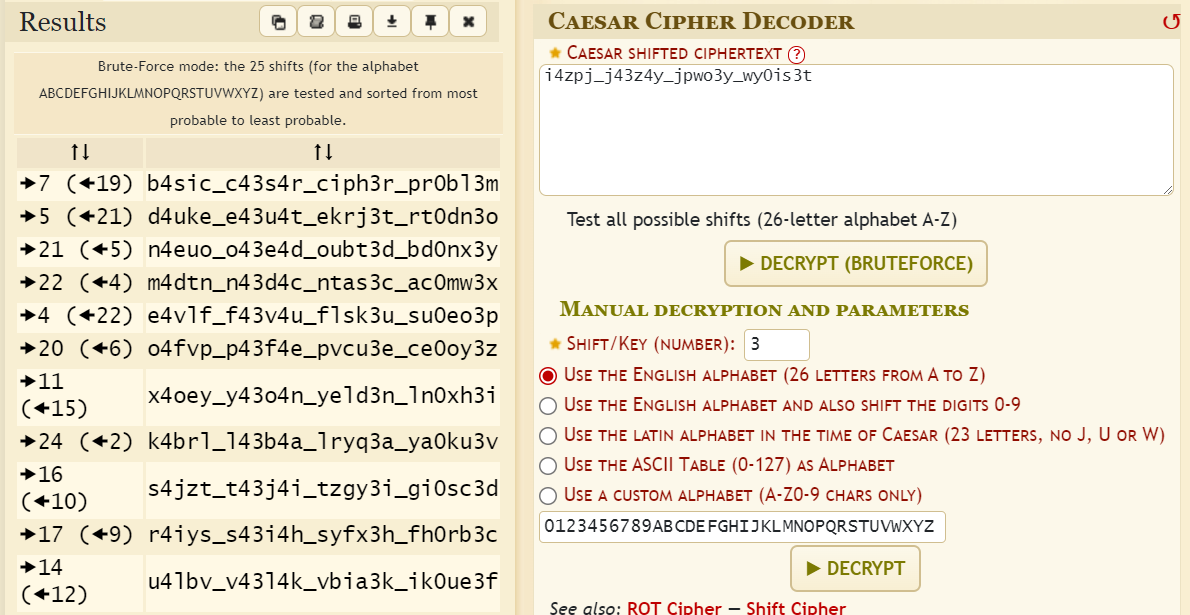 Results
Brute-Force mode: the 25 shifts (for the alphabet
ABCDEFGHIJKLMNOPQRSTUVWXYZ) are tested and sorted from most
probable to least probable.
↑↓ ↑↓
➔7 (🡸19) b4sic_c43s4r_ciph3r_pr0bl3m
➔5 (🡸21) d4uke_e43u4t_ekrj3t_rt0dn3o
➔21 (🡸5) n4euo_o43e4d_oubt3d_bd0nx3y
➔22 (🡸4) m4dtn_n43d4c_ntas3c_ac0mw3x
➔4 (🡸22) e4vlf_f43v4u_flsk3u_su0eo3p
➔20 (🡸6) o4fvp_p43f4e_pvcu3e_ce0oy3z
➔11 (🡸15) x4oey_y43o4n_yeld3n_ln0xh3i
➔24 (🡸2) k4brl_l43b4a_lryq3a_ya0ku3v
➔16 (🡸10) s4jzt_t43j4i_tzgy3i_gi0sc3d
➔17 (🡸9) r4iys_s43i4h_syfx3h_fh0rb3c
➔14 (🡸12) u4lbv_v43l4k_vbia3k_ik0ue3f
Caesar Cipher Decoder
★ Caesar shifted ciphertext ?
i4zpj_j43z4y_jpwo3y_wy0is3t
Test all possible shifts (26-letter alphabet A-Z)
▶ DECRYPT (BRUTEFORCE)
Manual decryption and parameters
★ Shift/Key (number): 3
Use the English alphabet (26 letters from A to Z)
Use the English alphabet and also shift the digits 0-9
Use the latin alphabet in the time of Caesar (23 letters, no J, U or W)
Use the ASCII Table (0-127) as Alphabet
Use a custom alphabet (A-Z0-9 chars only)
0123456789ABCDEFGHIJKLMNOPQRSTUVWXYZ
▶ DECRYPT
See also: ROT Cipher — Shift Cipher